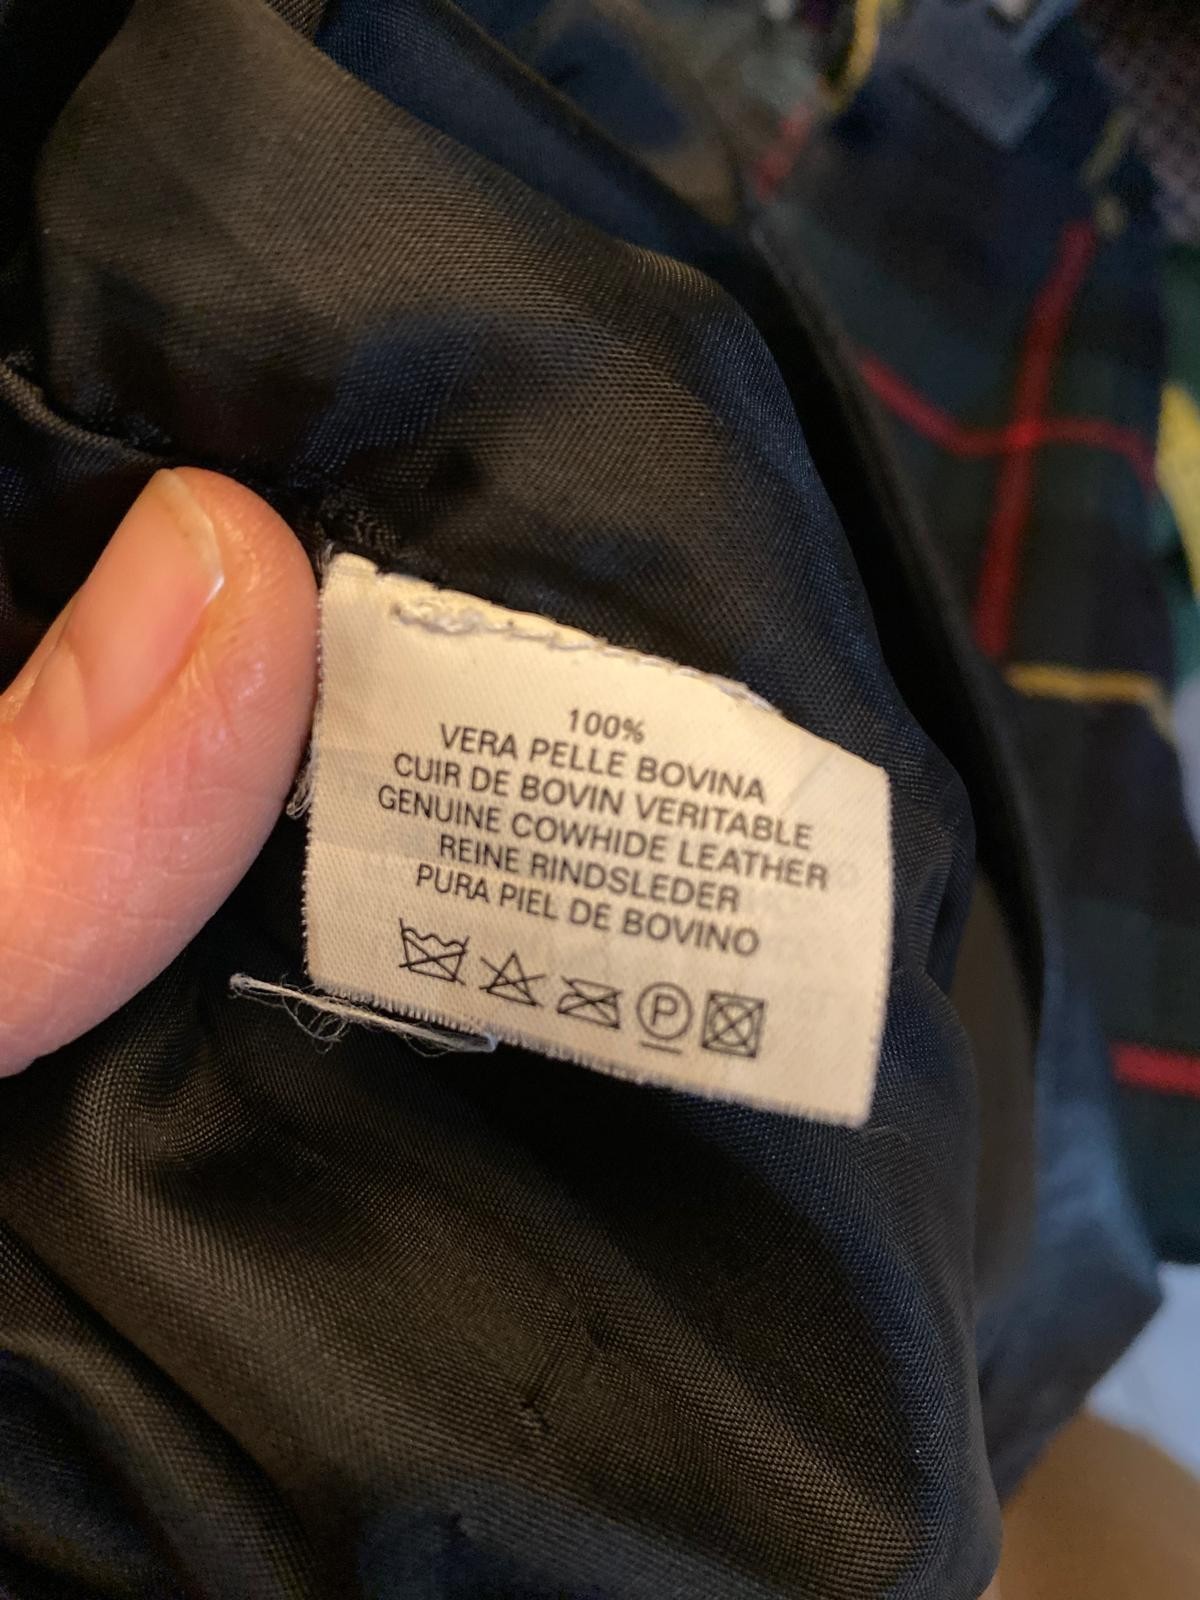 100%
VERA PELLE BOVINA
CUIR DE BOVIN VERITABLE
GENUINE COWHIDE LEATHER
REINE RINDSLEDER
PURA PIEL DE BOVINO
P